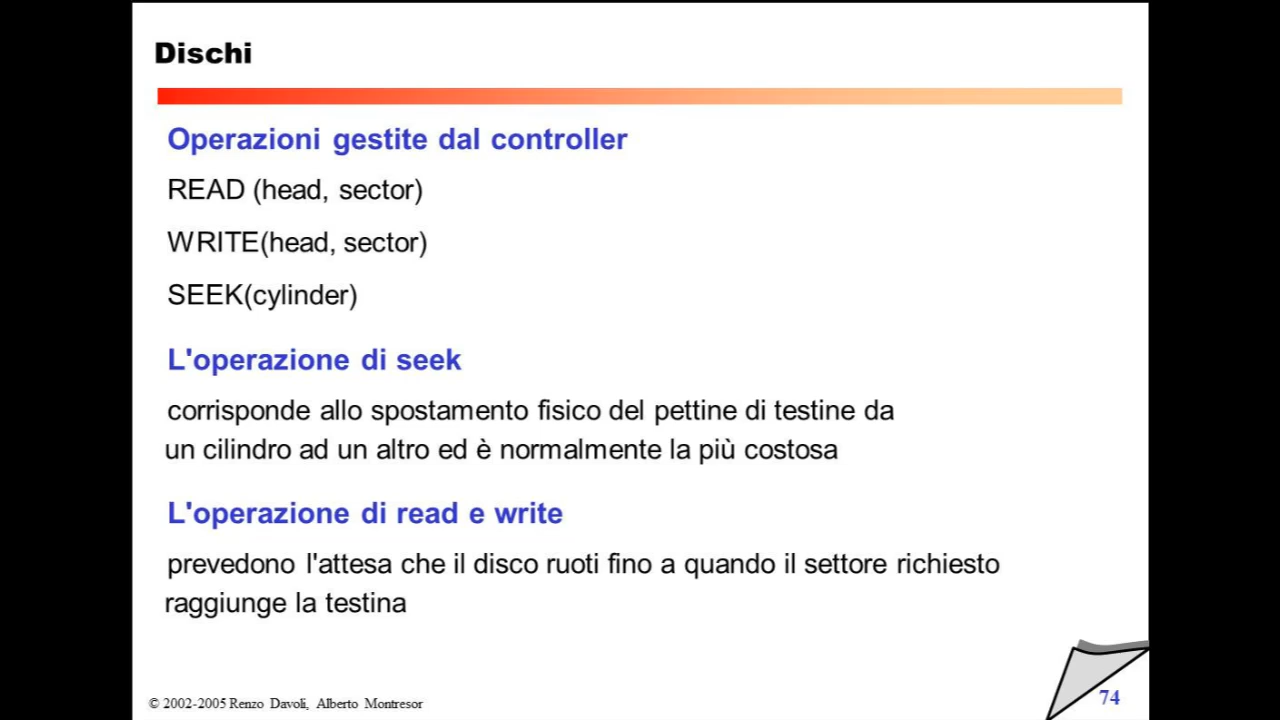 Dischi
Operazioni gestite dal controller
READ (head, sector)
WRITE(head, sector)
SEEK(cylinder)
L'operazione di seek
corrisponde allo spostamento fisico del pettine di testine da
un cilindro ad un altro ed è normalmente la più costosa
L'operazione di read e write
prevedono l'attesa che il disco ruoti fino a quando il settore richiesto
raggiunge la testina
© 2002-2005 Renzo Davoli, Alberto Montresor
74